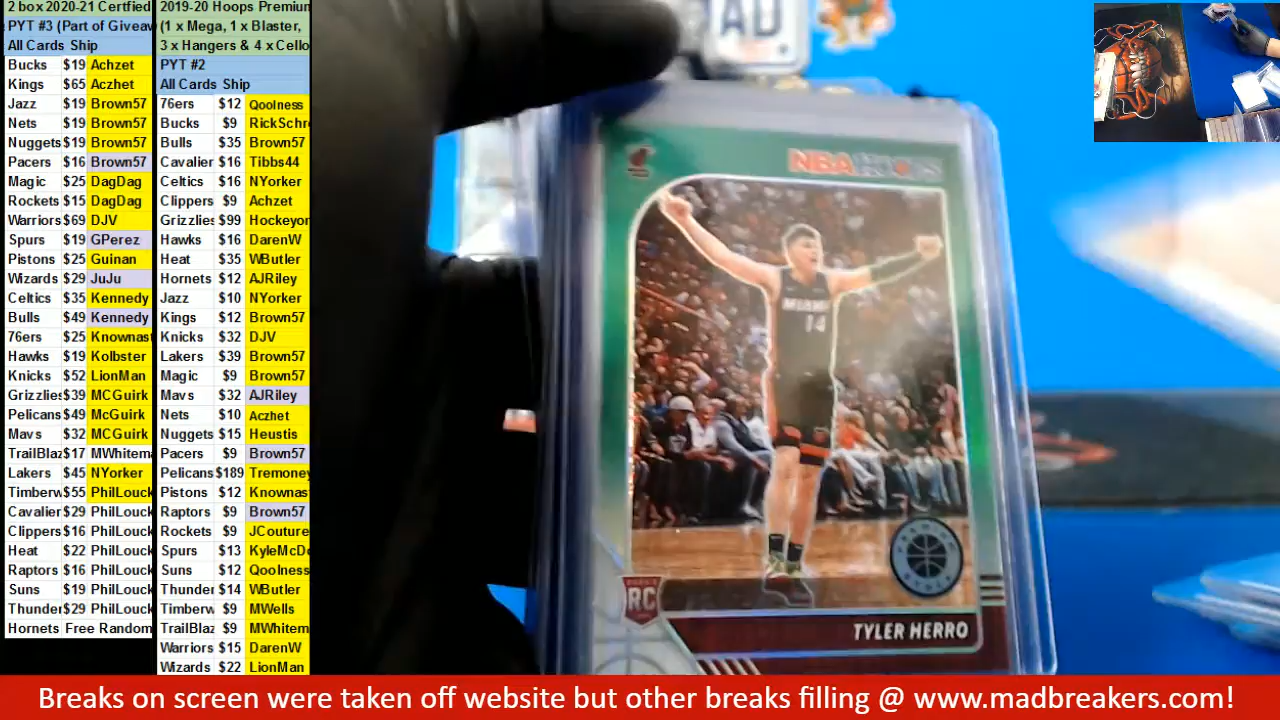 2 box 2020-21 Certfied
PYT #3 (Part of Giveaw
All Cards Ship
Bucks $19 Achzet
Kings $65 Aczhet
Jazz $19 Brown57
Nets $19 Brown57
Nuggets $19 Brown57
Pacers $16 Brown57
Magic $25 DagDag
Rockets $15 DagDag
Warriors $69 DJV
Spurs $19 GPerez
Pistons $25 Guinan
Wizards $29 JuJu
Celtics $35 Kennedy
Bulls $49 Kennedy
76ers $25 Knownast
Hawks $19 Kolbster
Knicks $52 LionMan
Grizzlies $39 MCGuirk
Pelicans $49 McGuirk
Mavs $32 MCGuirk
TrailBlaz $17 MWhitem
Lakers $45 NYorker
Timberw $55 PhilLouck
Cavalier $29 PhilLouck
Clippers $16 PhilLouck
Heat $22 PhilLouck
Raptors $16 PhilLouck
Suns $19 PhilLouck
Thunder $29 PhilLouck
Hornets Free Random
2019-20 Hoops Premium
(1 x Mega, 1 x Blaster,
3 x Hangers & 4 x Cello
PYT #2
All Cards Ship
76ers $12 Qoolness
Bucks $9 RickSchr
Bulls $35 Brown57
Cavalier $16 Tibbs44
Celtics $16 NYorker
Clippers $9 Achzet
Grizzlies $99 Hockeyor
Hawks $16 DarenW
Heat $35 WButler
Hornets $12 AJRiley
Jazz $10 NYorker
Kings $12 Brown57
Knicks $32 DJV
Lakers $39 Brown57
Magic $9 Brown57
Mavs $32 AJRiley
Nets $10 Aczhet
Nuggets $15 Heustis
Pacers $9 Brown57
Pelicans $189 Tremoney
Pistons $12 Knownas
Raptors $9 Brown57
Rockets $9 JCouture
Spurs $13 KyleMcD
Suns $12 Qoolness
Thunder $14 WButler
Timberw $9 MWells
TrailBlaz $9 MWhitem
Warriors $15 DarenW
Wizards $22 LionMan
AD
NBA HOOPS
MIAMI
14
RC
TYLER HERRO
Breaks on screen were taken off website but other breaks filling @ www.madbreakers.com!